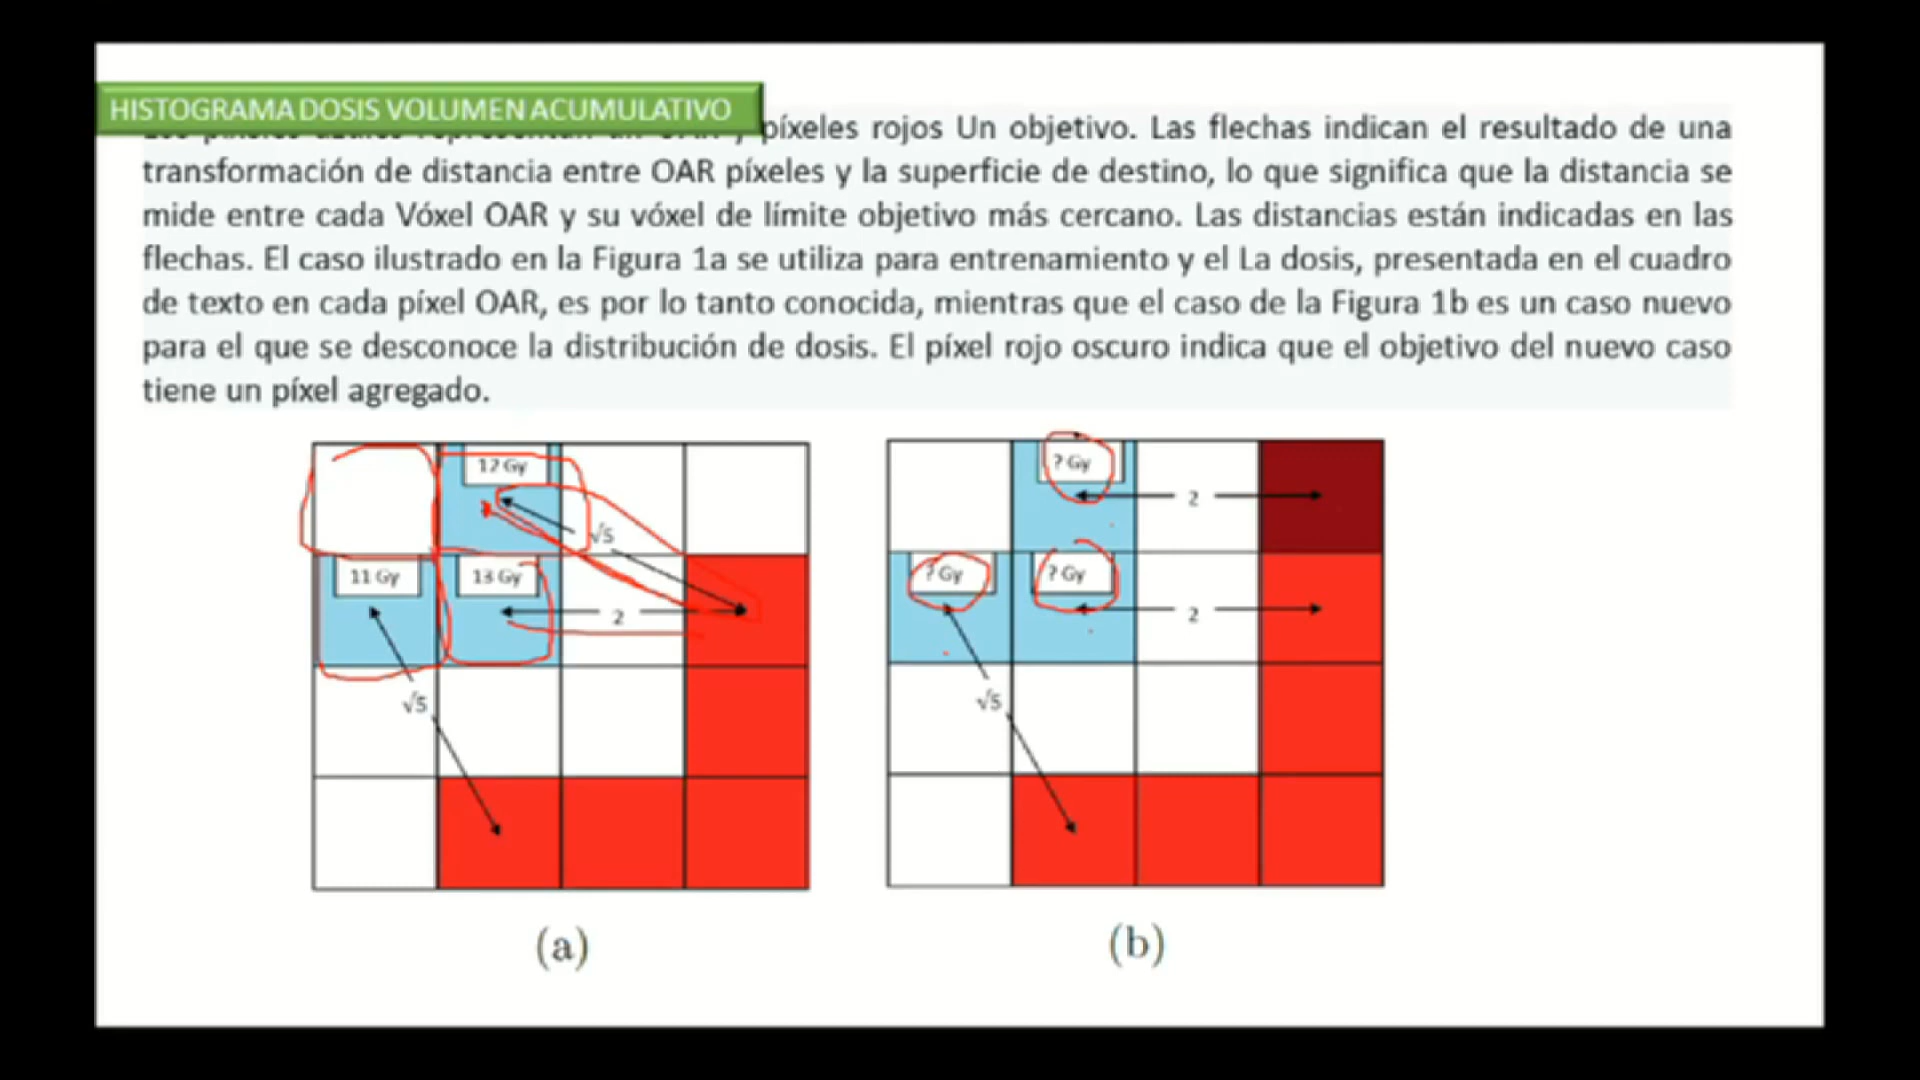 HISTOGRAMA DOSIS VOLUMEN ACUMULATIVO
píxeles rojos Un objetivo. Las flechas indican el resultado de una
transformación de distancia entre OAR píxeles y la superficie de destino, lo que significa que la distancia se
mide entre cada Vóxel OAR y su vóxel de límite objetivo más cercano. Las distancias están indicadas en las
flechas. El caso ilustrado en la Figura 1a se utiliza para entrenamiento y el La dosis, presentada en el cuadro
de texto en cada píxel OAR, es por lo tanto conocida, mientras que el caso de la Figura 1b es un caso nuevo
para el que se desconoce la distribución de dosis. El píxel rojo oscuro indica que el objetivo del nuevo caso
tiene un píxel agregado.
12 Gy
√5
11 Gy
13 Gy
2
√5
(a)
? Gy
2
? Gy
? Gy
2
√5
(b)